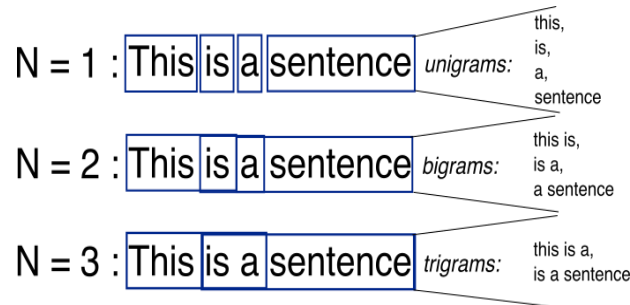 N = 1 : This is a sentence unigrams:
this,
is,
a,
sentence
N = 2 : This is a sentence bigrams:
this is,
is a,
a sentence
N = 3 : This is a sentence trigrams:
this is a,
is a sentence